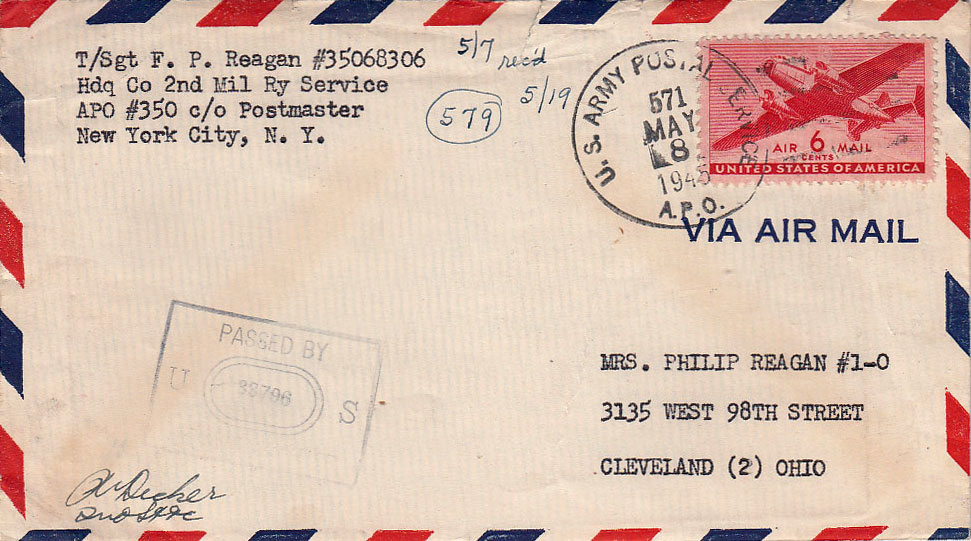 T/Sgt F. P. Reagan #35068306
Hdq Co 2nd Mil Ry Service
APO #350 c/o Postmaster
New York City, N. Y.
5/7 rec'd
5/19
579
U. S. ARMY POSTAL SERVICE
571
MAY
8
1945
A.P.O.
AIR 6 MAIL
CENTS
UNITED STATES OF AMERICA
VIA AIR MAIL
PASSED BY
U S
MRS. PHILIP REAGAN #1-O
3135 WEST 98TH STREET
CLEVELAND (2) OHIO
Decker